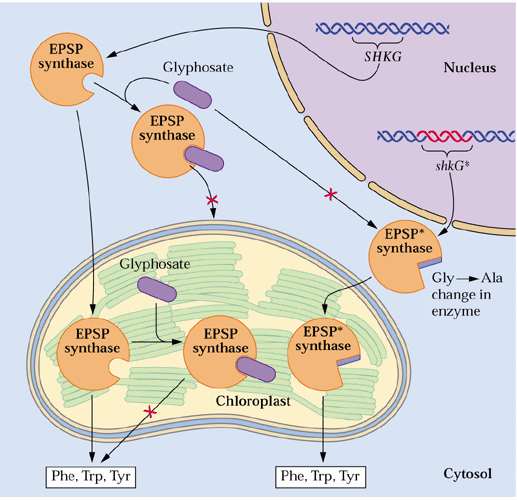 SHKG
Nucleus
EPSP
synthase
Glyphosate
EPSP
synthase
shkG*
EPSP*
synthase
Gly → Ala
change in
enzyme
Glyphosate
EPSP
synthase
EPSP
synthase
EPSP*
synthase
Chloroplast
Phe, Trp, Tyr
Phe, Trp, Tyr
Cytosol